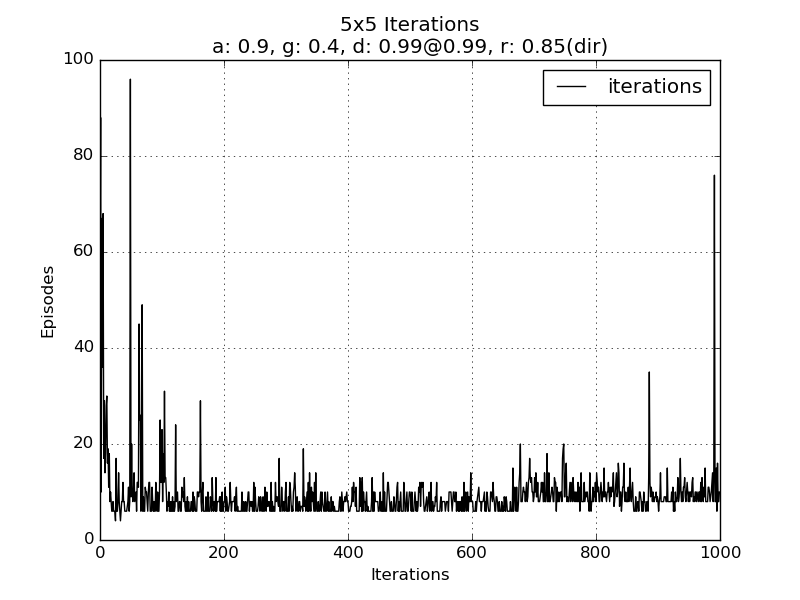 5x5 Iterations
a: 0.9, g: 0.4, d: 0.99@0.99, r: 0.85(dir)
iterations
100
80
60
40
20
0
Episodes
0 200 400 600 800 1000
Iterations